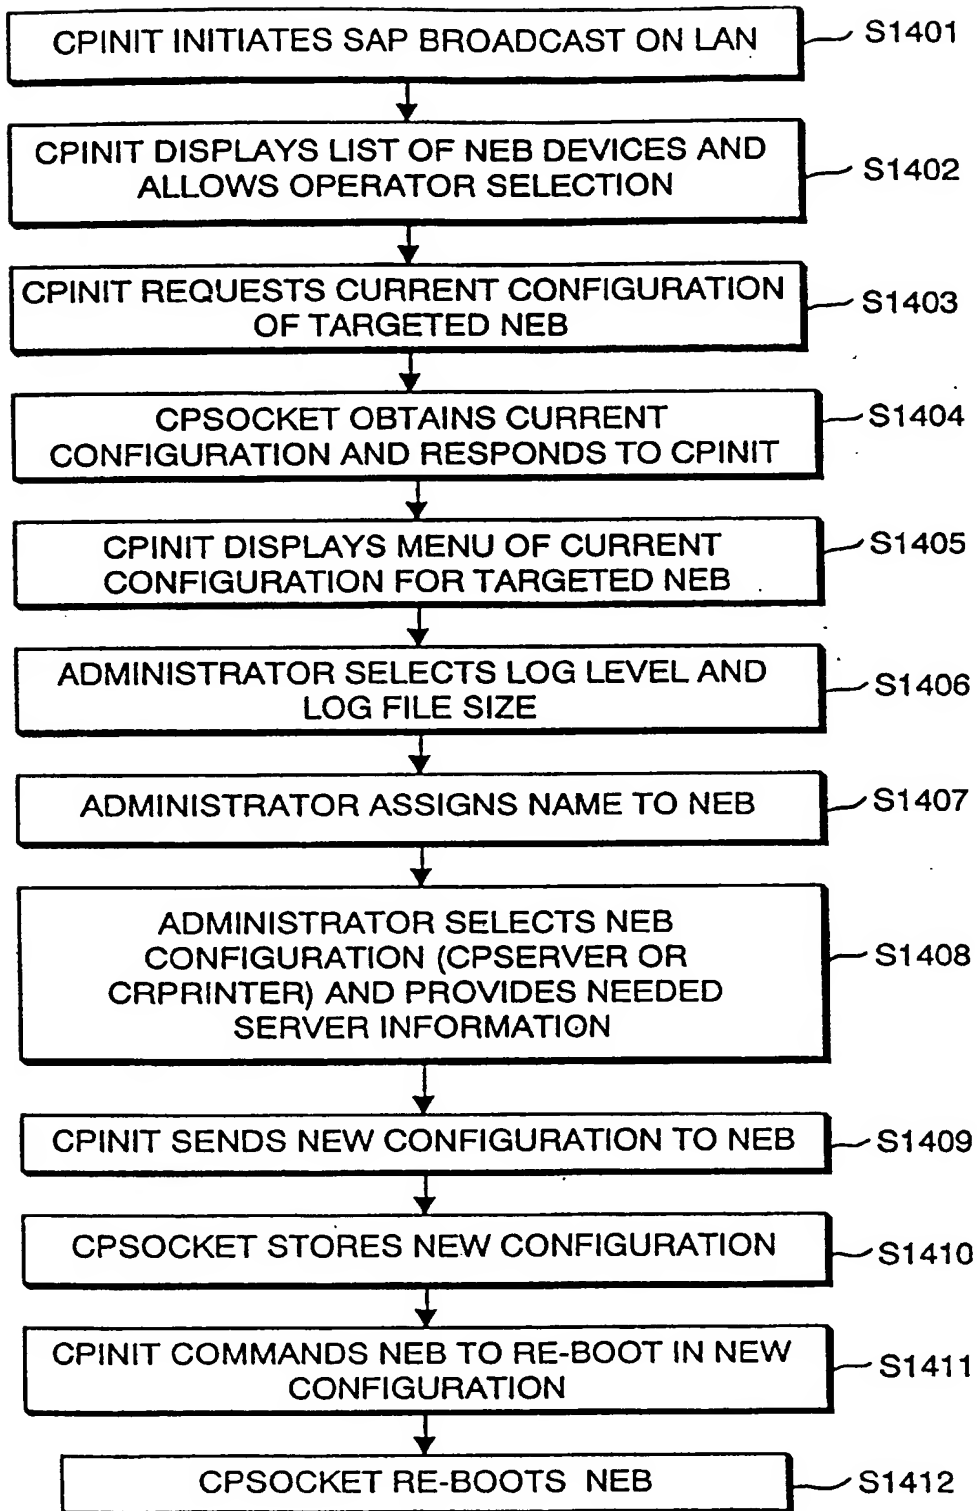 CPINIT INITIATES SAP BROADCAST ON LAN
S1401
CPINIT DISPLAYS LIST OF NEB DEVICES AND
ALLOWS OPERATOR SELECTION
S1402
CPINIT REQUESTS CURRENT CONFIGURATION
OF TARGETED NEB
S1403
CPSOCKET OBTAINS CURRENT
CONFIGURATION AND RESPONDS TO CPINIT
S1404
CPINIT DISPLAYS MENU OF CURRENT
CONFIGURATION FOR TARGETED NEB
S1405
ADMINISTRATOR SELECTS LOG LEVEL AND
LOG FILE SIZE
S1406
ADMINISTRATOR ASSIGNS NAME TO NEB
S1407
ADMINISTRATOR SELECTS NEB
CONFIGURATION (CPSERVER OR
CRPRINTER) AND PROVIDES NEEDED
SERVER INFORMATION
S1408
CPINIT SENDS NEW CONFIGURATION TO NEB
S1409
CPSOCKET STORES NEW CONFIGURATION
S1410
CPINIT COMMANDS NEB TO RE-BOOT IN NEW
CONFIGURATION
S1411
CPSOCKET RE-BOOTS NEB
S1412